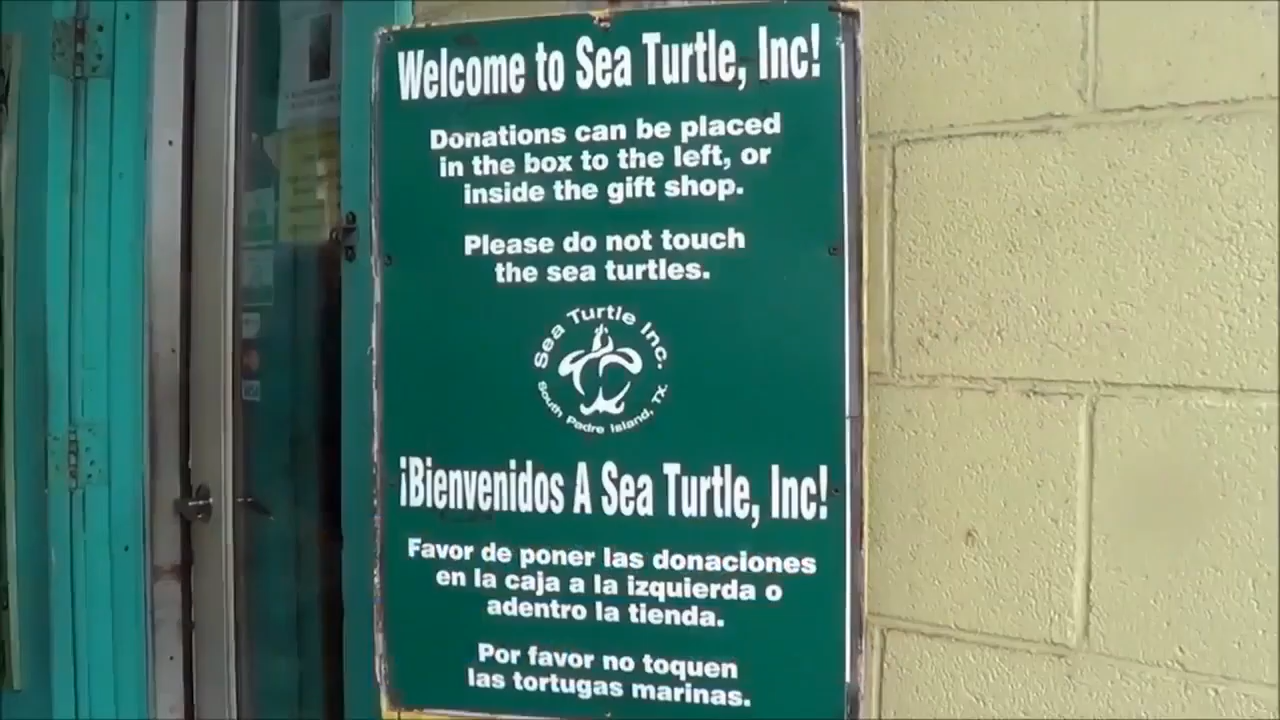 Welcome to Sea Turtle, Inc!
Donations can be placed
in the box to the left, or
inside the gift shop.
Please do not touch
the sea turtles.
Sea Turtle Inc.
South Padre Island, TX.
¡Bienvenidos A Sea Turtle, Inc!
Favor de poner las donaciones
en la caja a la izquierda o
adentro la tienda.
Por favor no toquen
las tortugas marinas.